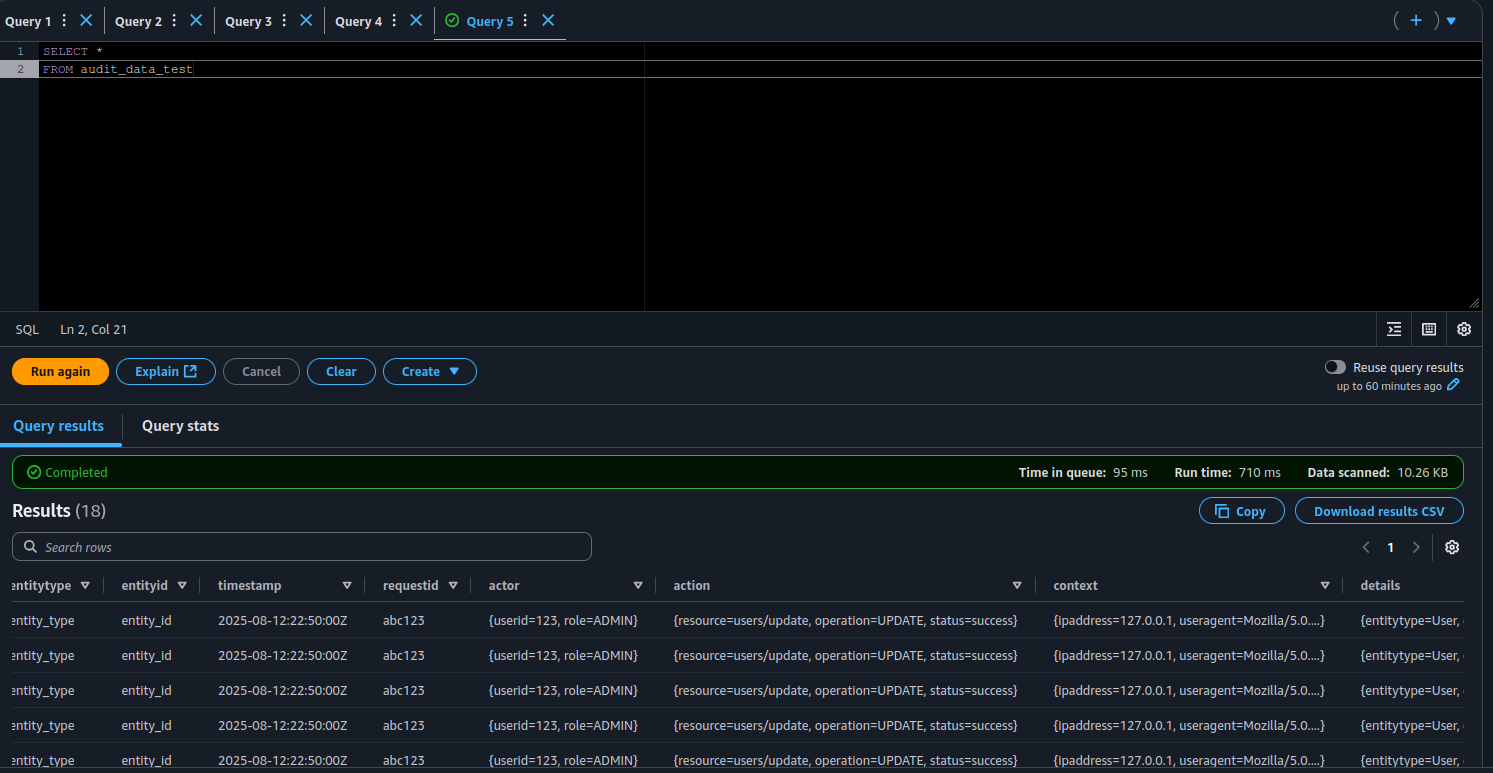 Query 1 Query 2 Query 3 Query 4 Query 5
1 SELECT *
2 FROM audit_data_test
SQL Ln 2, Col 21
Run again Explain Cancel Clear Create Reuse query results
up to 60 minutes ago
Query results Query stats
Completed Time in queue: 95 ms Run time: 710 ms Data scanned: 10.26 KB
Results (18) Copy Download results CSV
Search rows 1
entitytype entityid timestamp requestid actor action context details
entity_type entity_id 2025-08-12:22:50:00Z abc123 {userid=123, role=ADMIN} {resource=users/update, operation=UPDATE, status=success} {ipaddress=127.0.0.1, useragent=Mozilla/5.0....} {entitytype=User,
entity_type entity_id 2025-08-12:22:50:00Z abc123 {userid=123, role=ADMIN} {resource=users/update, operation=UPDATE, status=success} {ipaddress=127.0.0.1, useragent=Mozilla/5.0....} {entitytype=User,
entity_type entity_id 2025-08-12:22:50:00Z abc123 {userid=123, role=ADMIN} {resource=users/update, operation=UPDATE, status=success} {ipaddress=127.0.0.1, useragent=Mozilla/5.0....} {entitytype=User,
entity_type entity_id 2025-08-12:22:50:00Z abc123 {userid=123, role=ADMIN} {resource=users/update, operation=UPDATE, status=success} {ipaddress=127.0.0.1, useragent=Mozilla/5.0....} {entitytype=User,
entity_type entity_id 2025-08-12:22:50:00Z abc123 {userid=123, role=ADMIN} {resource=users/update, operation=UPDATE, status=success} {ipaddress=127.0.0.1, useragent=Mozilla/5.0....} {entitytype=User,